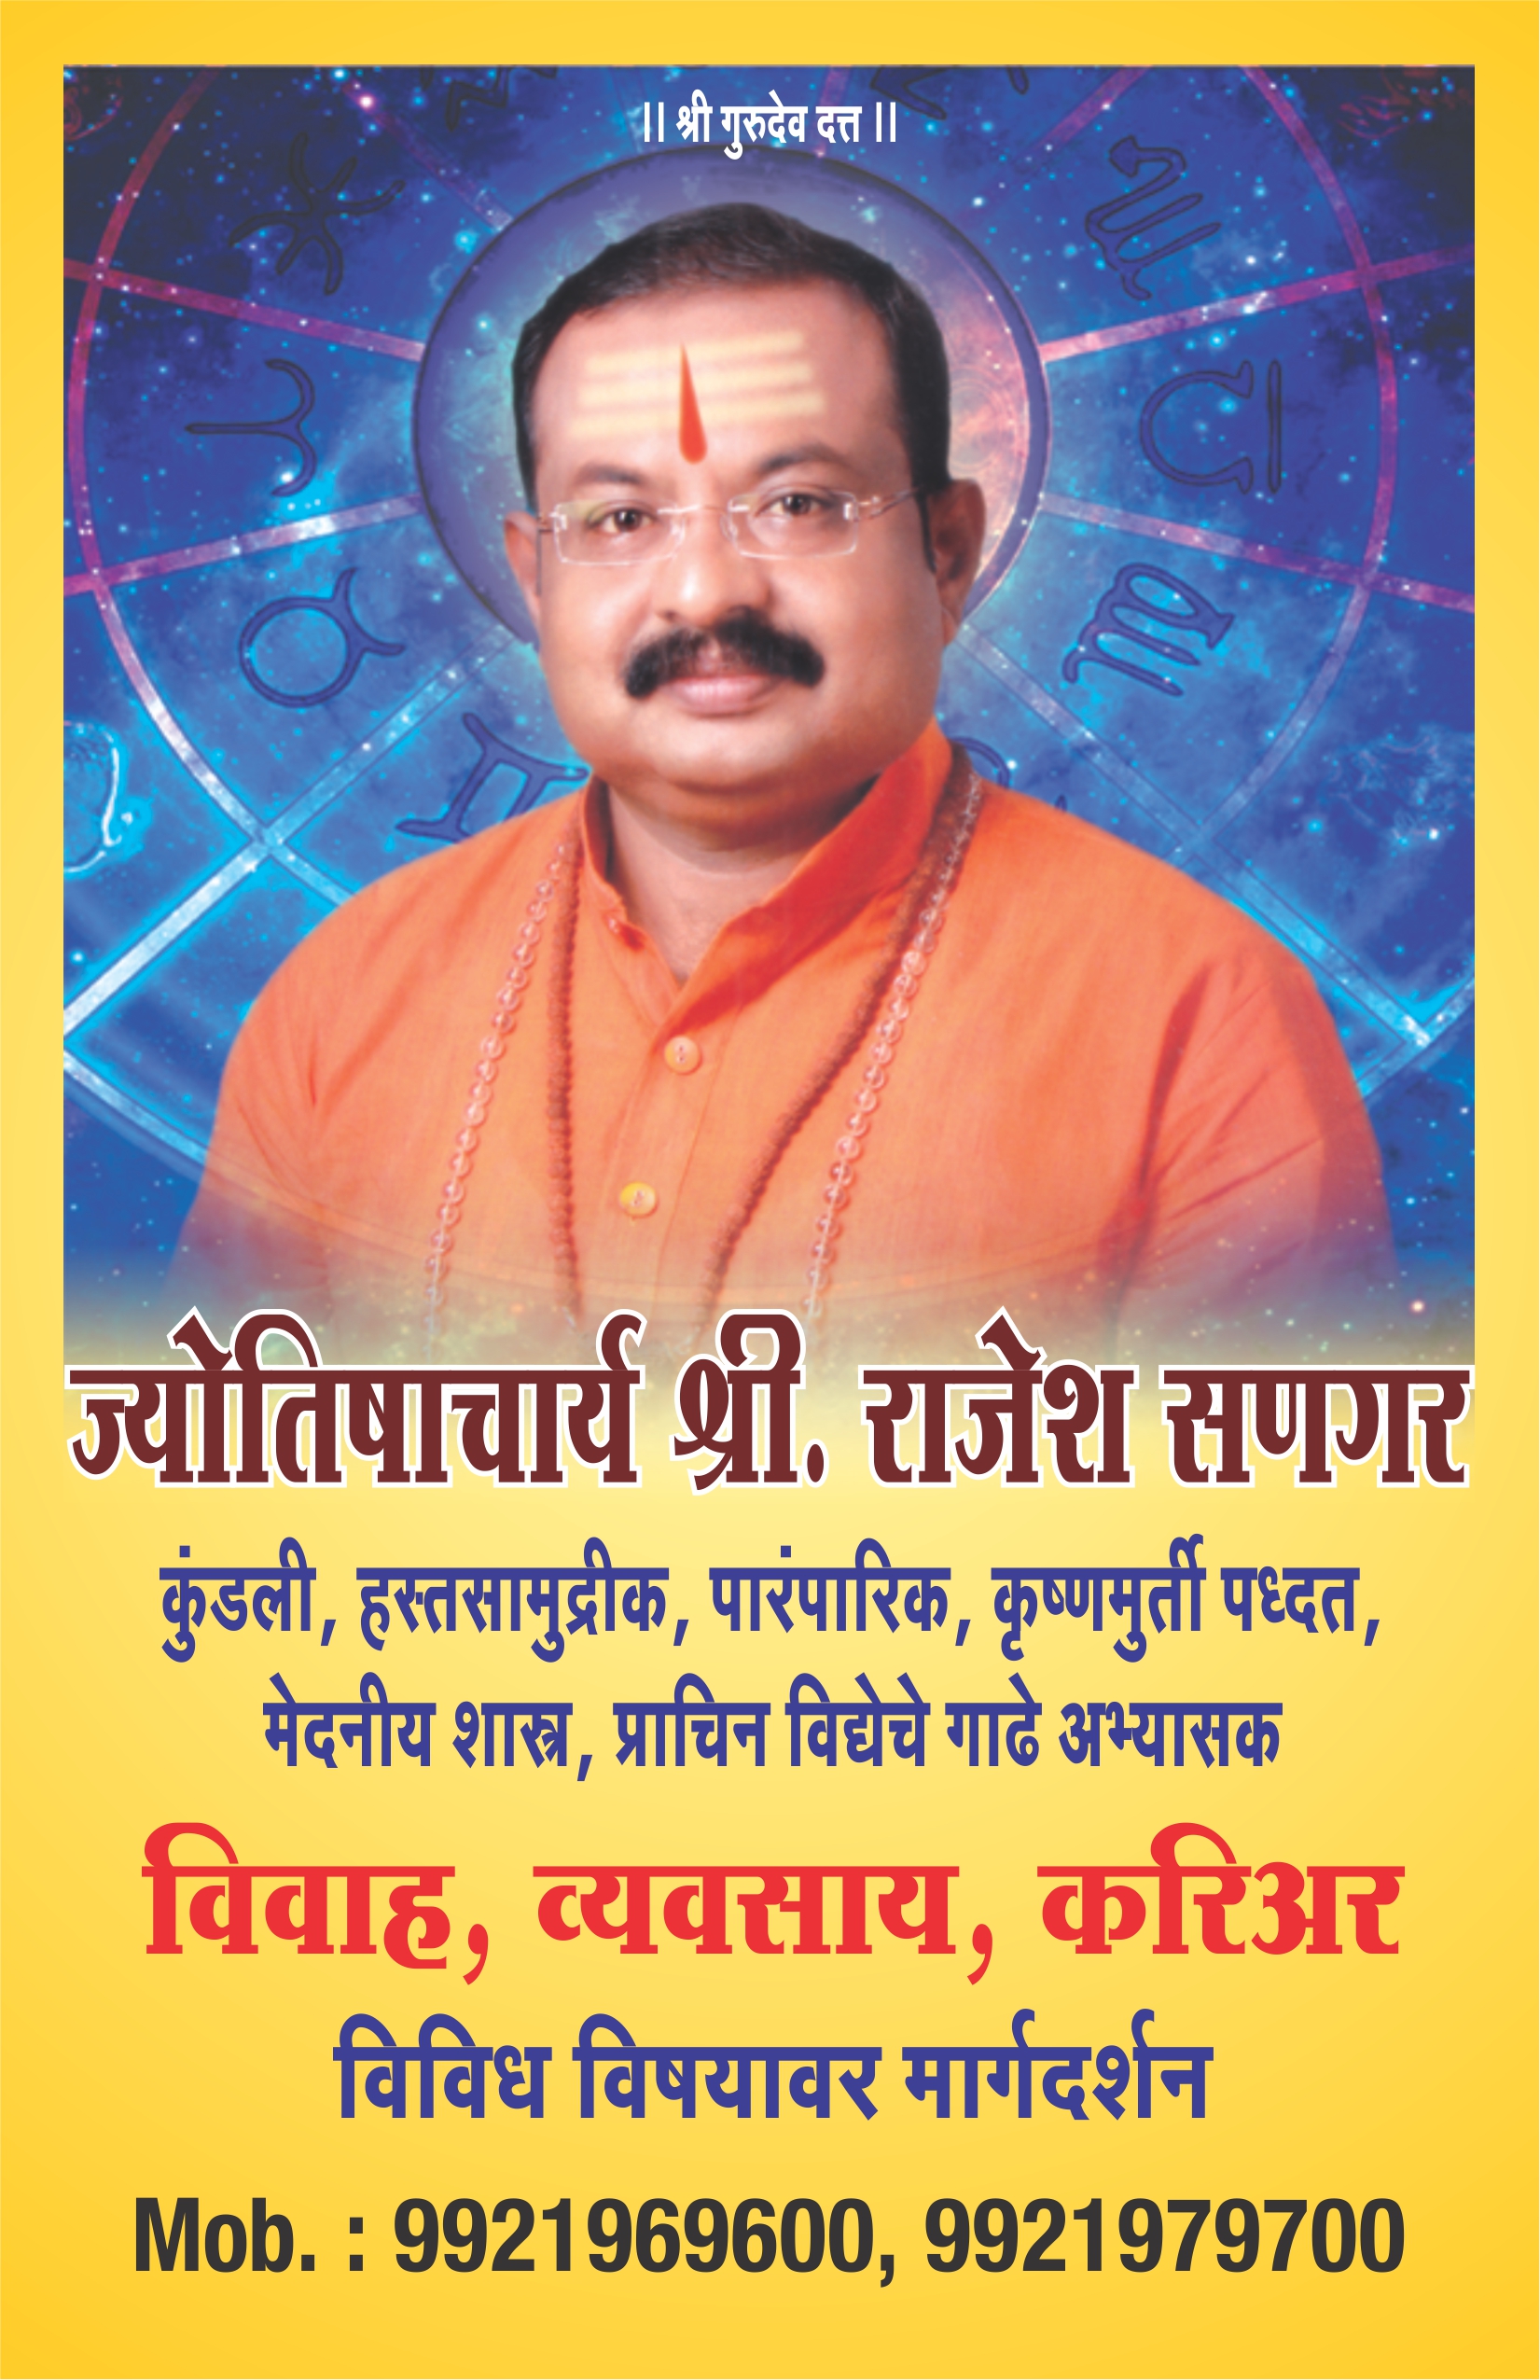 || श्री गुरुदेव दत्त ||
ज्योतिषाचार्य श्री. राजेश सणगर
कुंडली, हस्तसामुद्रीक, पारंपारिक, कृष्णमुर्ती पध्दत,
मेदनीय शास्त्र, प्राचिन विद्येचे गाढे अभ्यासक
विवाह, व्यवसाय, करिअर
विविध विषयावर मार्गदर्शन
Mob. : 9921969600, 9921979700